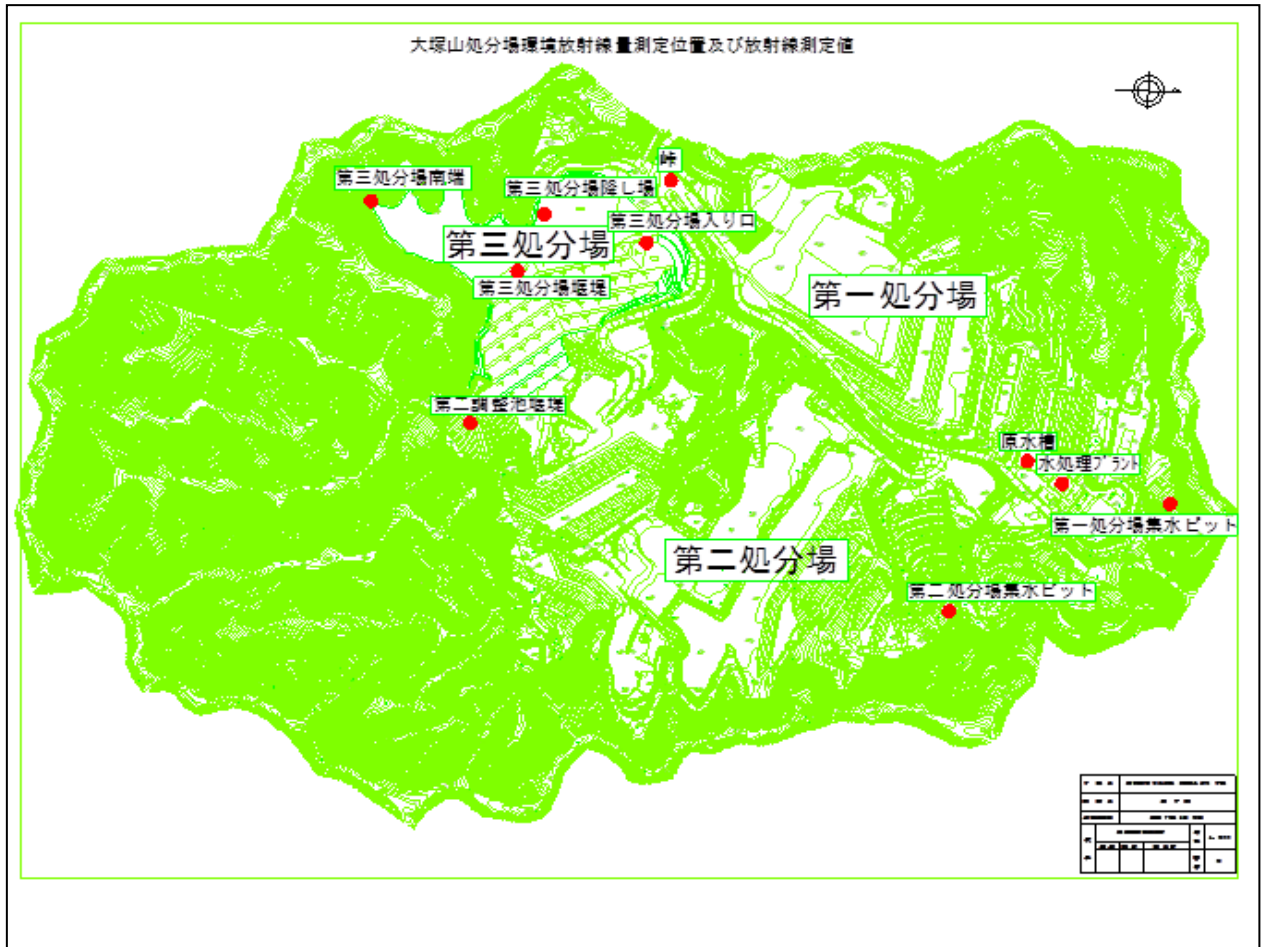 大塚山処分場環境放射線量測定位置及び放射線測定値
峠
第三処分場南端
第三処分場降し場
第三処分場入り口
第三処分場
第三処分場堰堤
第一処分場
第二調整池堰堤
原水槽
水処理プラント
第一処分場集水ピット
第二処分場
第二処分場集水ピット